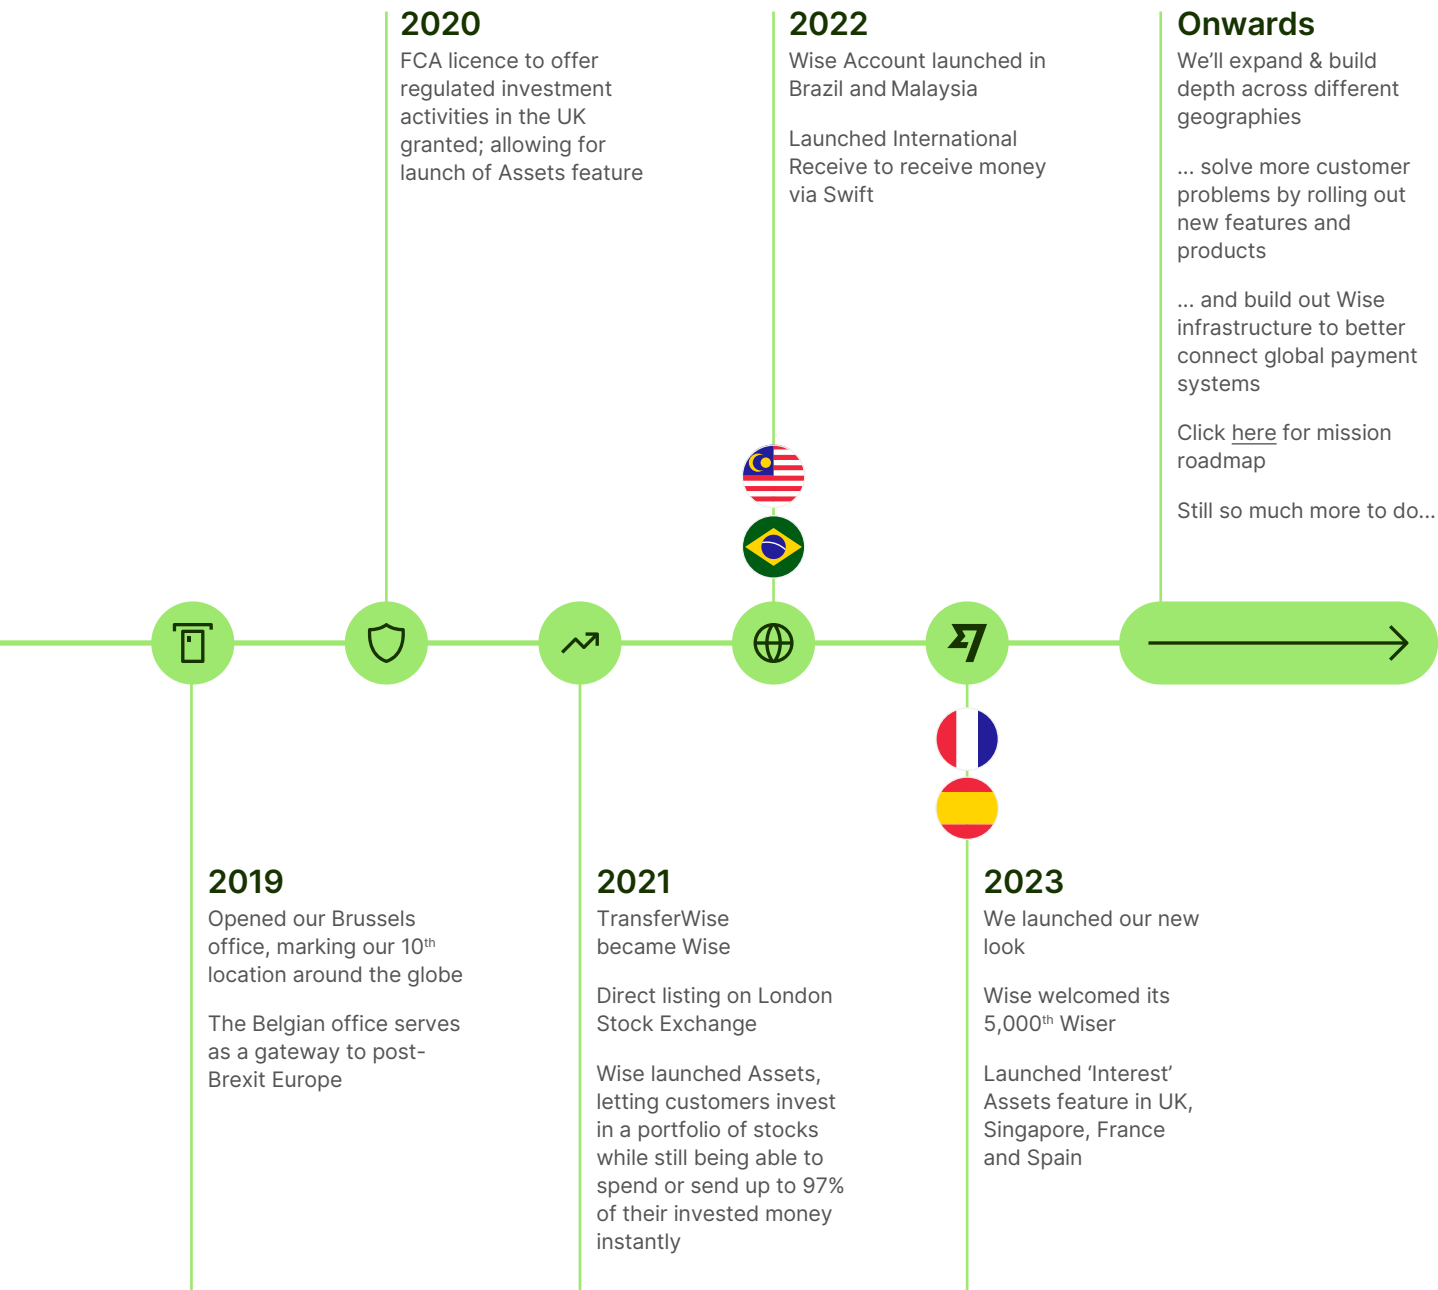 2020
FCA licence to offer
regulated investment
activities in the UK
granted; allowing for
launch of Assets feature
2022
Wise Account launched in
Brazil and Malaysia
Launched International
Receive to receive money
via Swift
Onwards
We’ll expand & build
depth across different
geographies
... solve more customer
problems by rolling out
new features and
products
... and build out Wise
infrastructure to better
connect global payment
systems
Click here for mission
roadmap
Still so much more to do...
2019
Opened our Brussels
office, marking our 10th
location around the globe
The Belgian office serves
as a gateway to post-
Brexit Europe
2021
TransferWise
became Wise
Direct listing on London
Stock Exchange
Wise launched Assets,
letting customers invest
in a portfolio of stocks
while still being able to
spend or send up to 97%
of their invested money
instantly
2023
We launched our new
look
Wise welcomed its
5,000th Wiser
Launched ‘Interest’
Assets feature in UK,
Singapore, France
and Spain